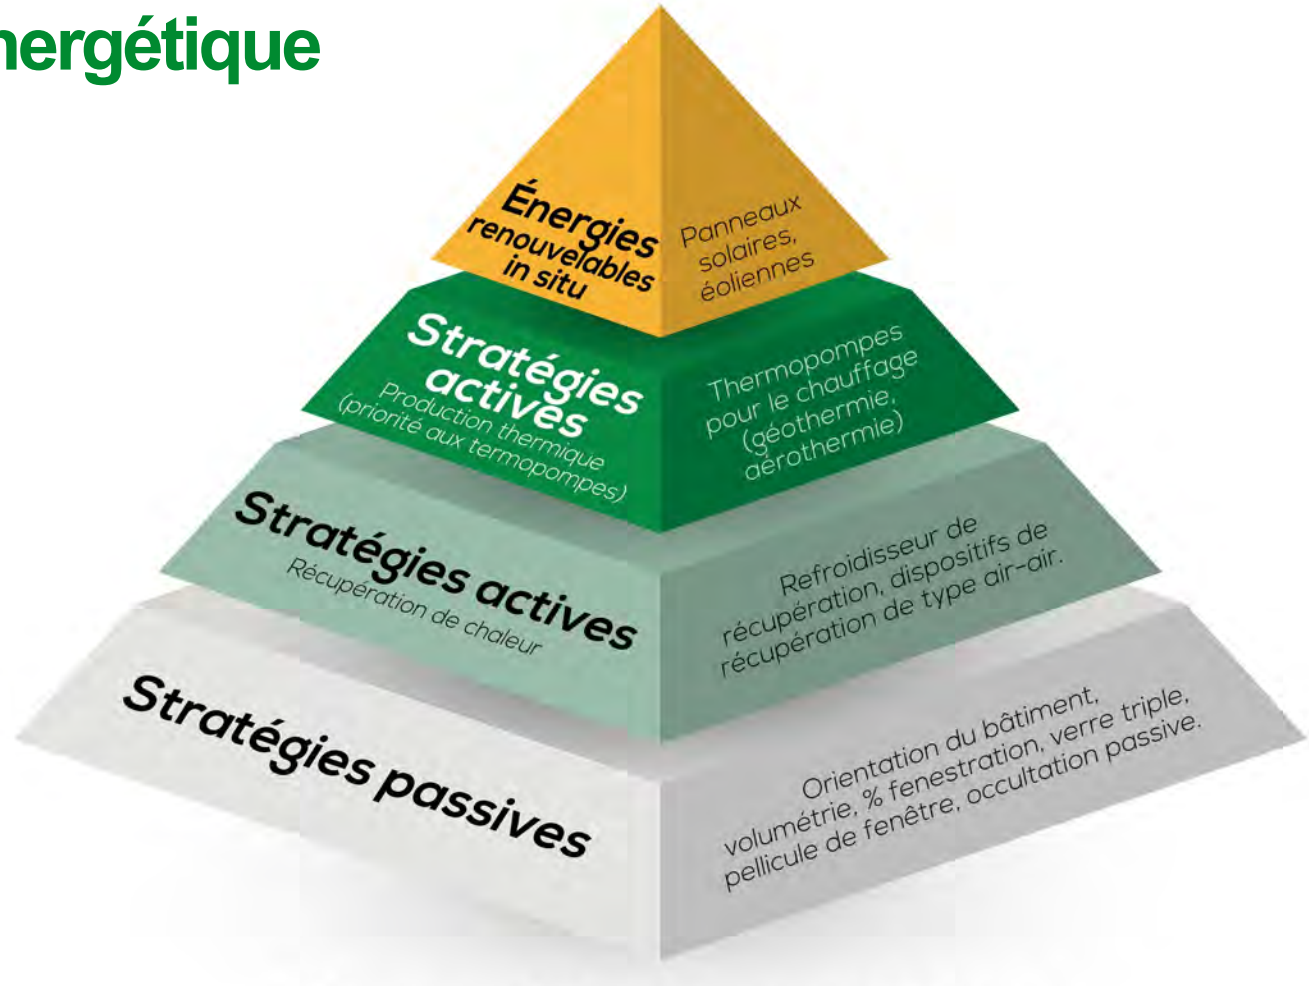 nergétique
Énergies
renouvelables
in situ
Panneaux
solaires,
éoliennes
Stratégies
actives
Production thermique
(priorité aux termopompes)
Thermopompes
pour le chauffage
(géothermie,
aérothermie)
Stratégies actives
Récupération de chaleur
Refroidisseur de
récupération, dispositifs de
récupération de type air-air.
Stratégies passives
Orientation du bâtiment,
volumétrie, % fenestration, verre triple,
pellicule de fenêtre, occultation passive.